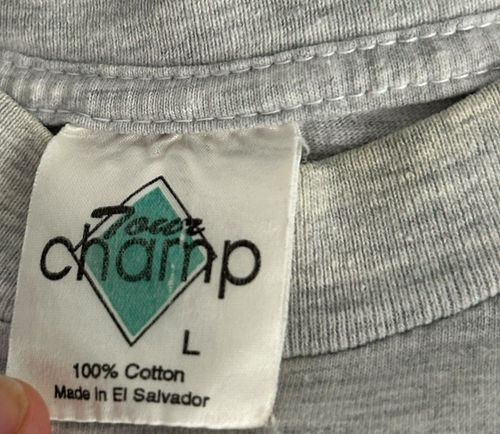 Tour
champ
L
100% Cotton
Made in El Salvador